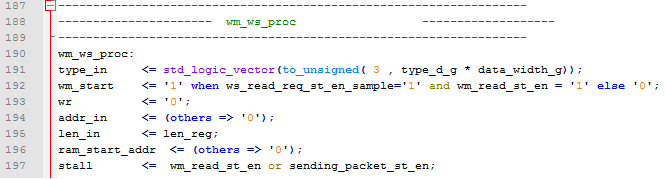 187 ------------------------------------------------------------------------
188 ----------------------- wm_ws_proc --------------------
189 ------------------------------------------------------------------------
190 wm_ws_proc:
191 type_in <= std_logic_vector(to_unsigned( 3 , type_d_g * data_width_g));
192 wm_start <= '1' when ws_read_req_st_en_sample='1' and wm_read_st_en = '1' else '0';
193 wr <= '0';
194 addr_in <= (others => '0');
195 len_in <= len_reg;
196 ram_start_addr <= (others => '0');
197 stall <= wm_read_st_en or sending_packet_st_en;